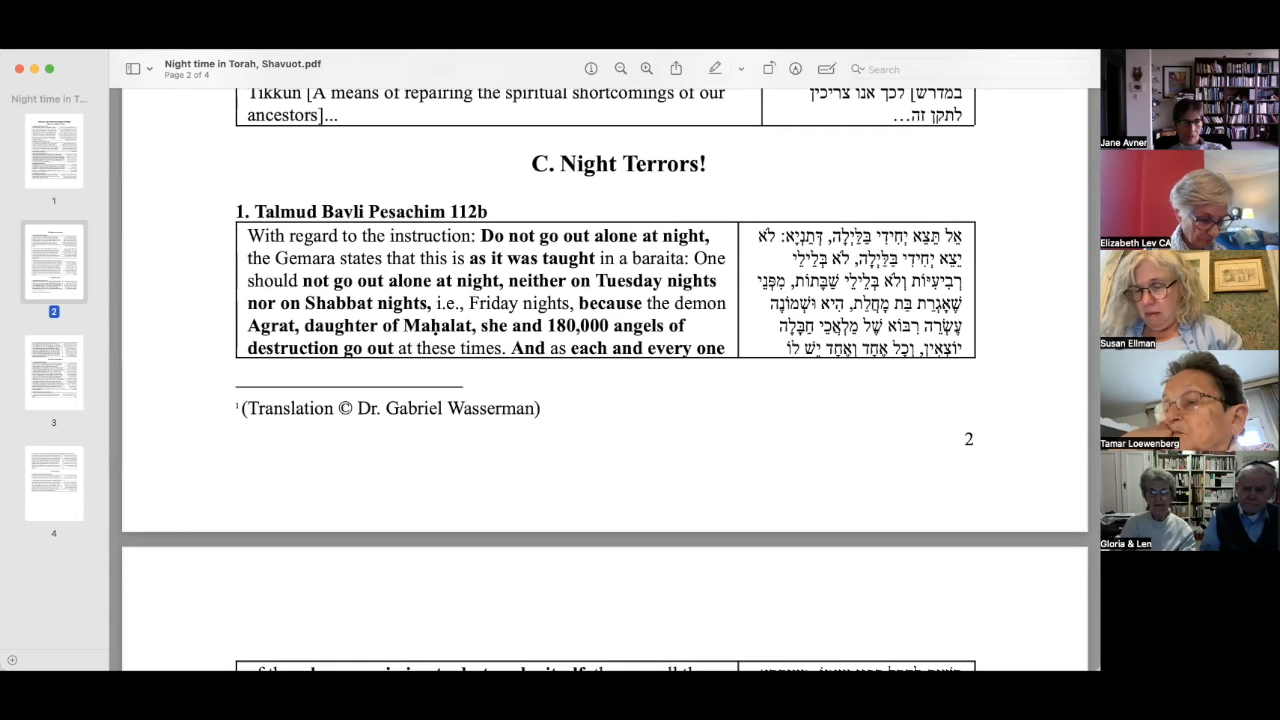 Night time in Torah, Shavuot.pdf
Page 2 of 4
Search
Night time in T...
1
2
3
4
Tikkun [A means of repairing the spiritual shortcomings of our
ancestors]...
במדרש] לכך אנו צריכין
לתקן זה...
C. Night Terrors!
1. Talmud Bavli Pesachim 112b
With regard to the instruction: Do not go out alone at night,
the Gemara states that this is as it was taught in a baraita: One
should not go out alone at night, neither on Tuesday nights
nor on Shabbat nights, i.e., Friday nights, because the demon
Agrat, daughter of Maḥalat, she and 180,000 angels of
destruction go out at these times. And as each and every one
אַל תֵּצֵא יְחִידִי בַּלַּיְלָה, דְּתַנְיָא: לֹא
יֵצֵא יְחִידִי בַּלַּיְלָה, לֹא בְּלֵילֵי
רְבִיעִיּוֹת וְלֹא בְּלֵילֵי שַׁבָּתוֹת, מִפְּנֵי
שֶׁאִגְרַת בַּת מָחֲלַת, הִיא וּשְׁמוֹנָה
עֶשְׂרֵה רִבּוֹא שֶׁל מַלְאֲכֵי חַבָּלָה
יוֹצְאִין, וְכׇל אֶחָד וְאֶחָד יֵשׁ לוֹ
1 (Translation © Dr. Gabriel Wasserman)
2
Jane Avner
Elizabeth Lev CA
Susan Ellman
Tamar Loewenberg
Gloria & Len